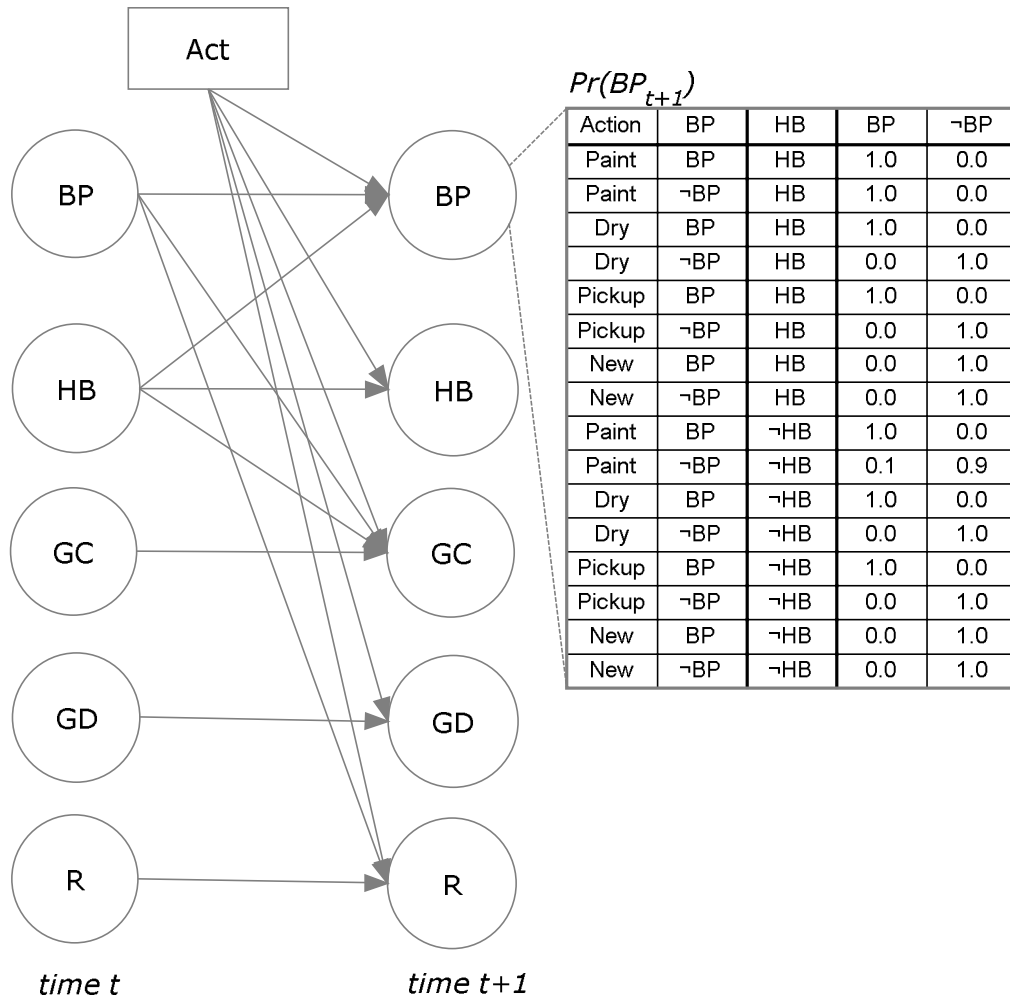 Act
BP
HB
GC
GD
R
time t
BP
HB
GC
GD
R
time t+1
Pr(BPt+1)
Action BP HB BP ¬BP
Paint BP HB 1.0 0.0
Paint ¬BP HB 1.0 0.0
Dry BP HB 1.0 0.0
Dry ¬BP HB 0.0 1.0
Pickup BP HB 1.0 0.0
Pickup ¬BP HB 0.0 1.0
New BP HB 0.0 1.0
New ¬BP HB 0.0 1.0
Paint BP ¬HB 1.0 0.0
Paint ¬BP ¬HB 0.1 0.9
Dry BP ¬HB 1.0 0.0
Dry ¬BP ¬HB 0.0 1.0
Pickup BP ¬HB 1.0 0.0
Pickup ¬BP ¬HB 0.0 1.0
New BP ¬HB 0.0 1.0
New ¬BP ¬HB 0.0 1.0